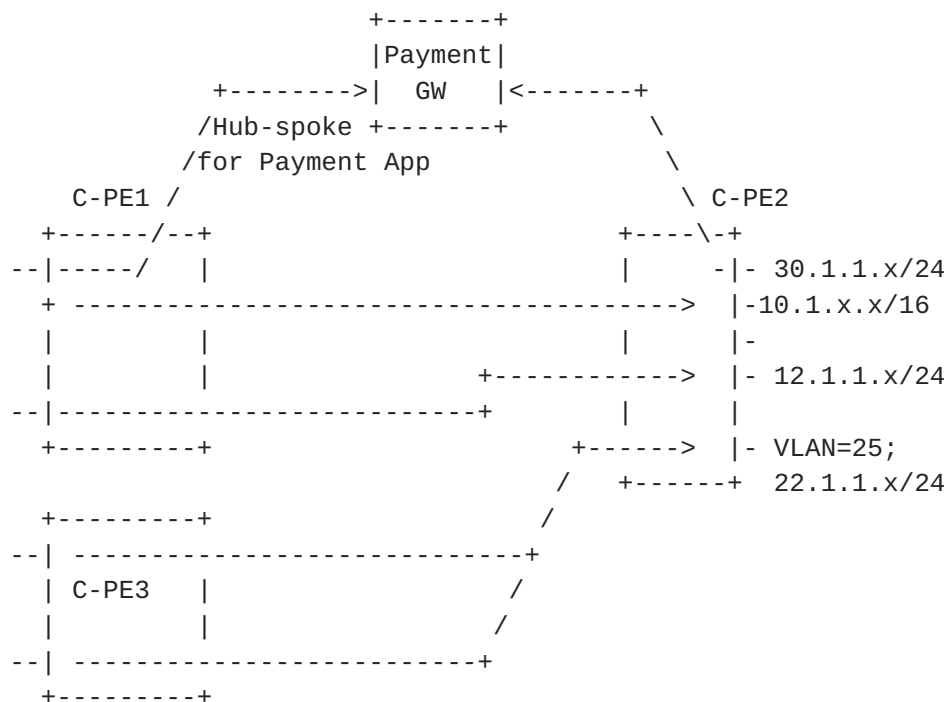 Payment
GW
Hub-spoke
for Payment App
C-PE1
C-PE2
30.1.1.x/24
10.1.x.x/16
12.1.1.x/24
VLAN=25;
22.1.1.x/24
C-PE3